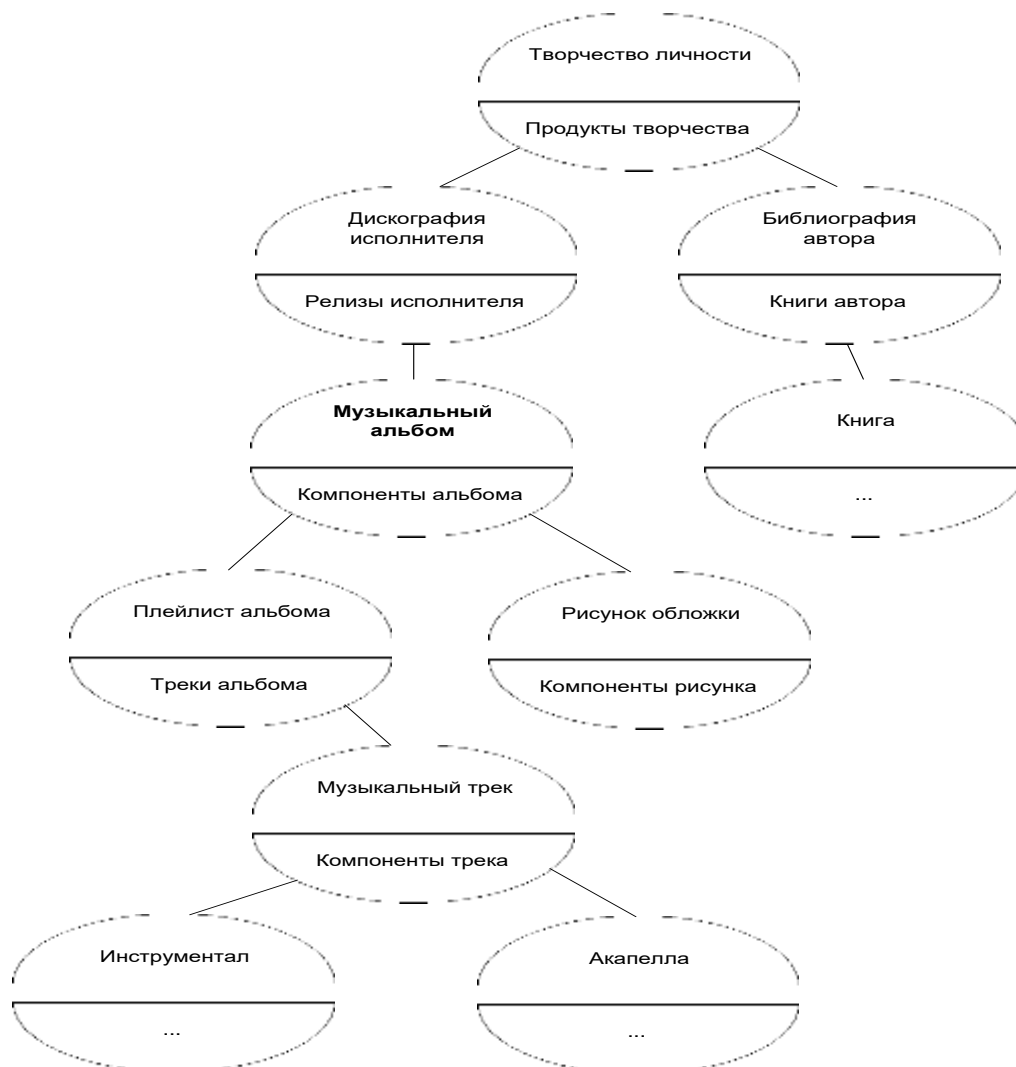 Творчество личности
Продукты творчества
Дискография
исполнителя
Релизы исполнителя
Библиография
автора
Книги автора
Музыкальный
альбом
Компоненты альбома
Книга
...
Плейлист альбома
Треки альбома
Рисунок обложки
Компоненты рисунка
Музыкальный трек
Компоненты трека
Инструментал
...
Акапелла
...